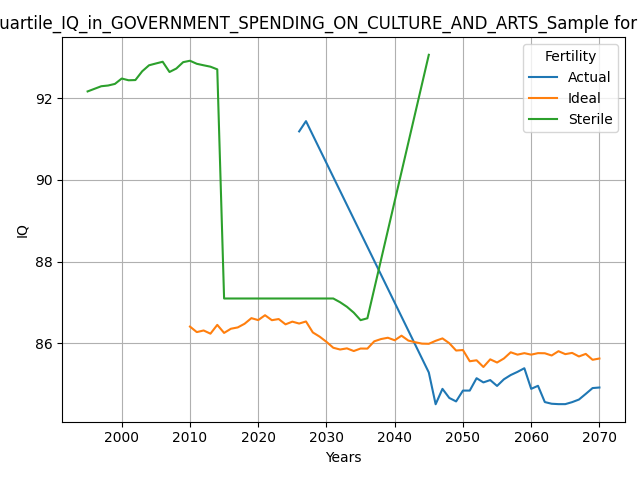 uartile_IQ_in_GOVERNMENT_SPENDING_ON_CULTURE_AND_ARTS_Sample for
Fertility
Actual
Ideal
Sterile
IQ
92
90
88
86
2000
2010
2020
2030
2040
2050
2060
2070
Years